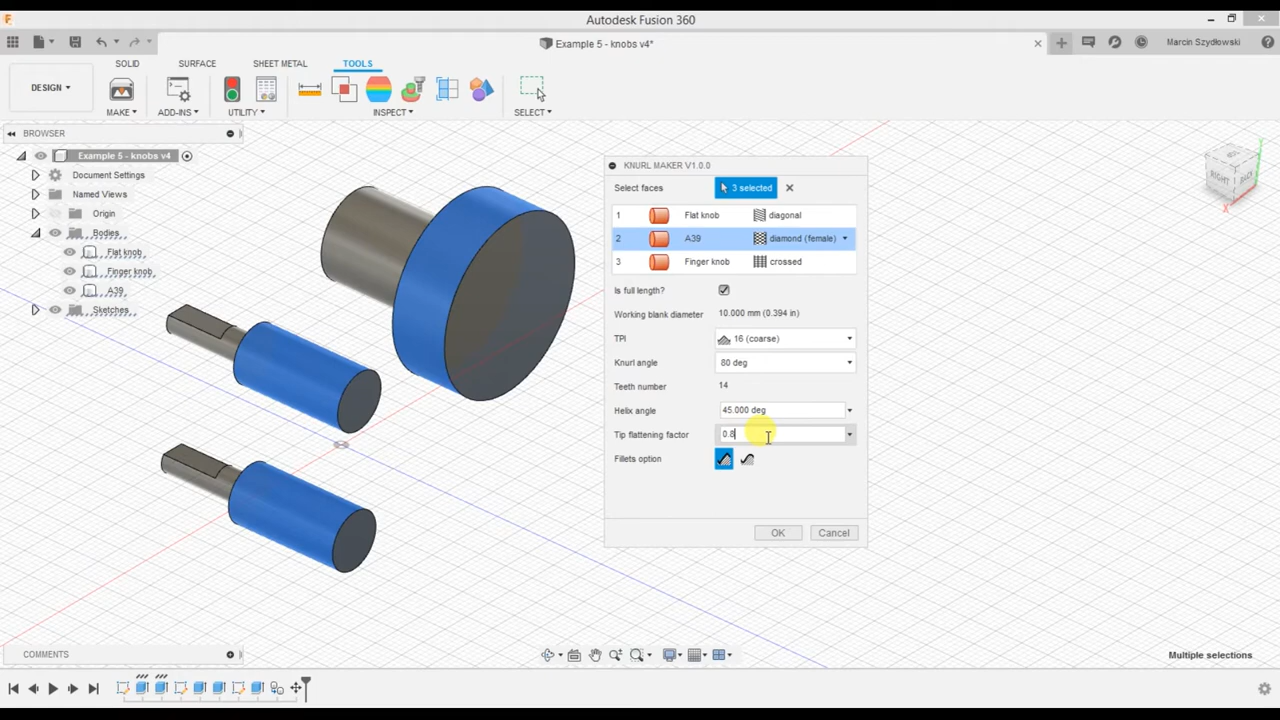 Autodesk Fusion 360
Example 5 - knobs v4*
Marcin Szydłowski
DESIGN
SOLID
SURFACE
SHEET METAL
TOOLS
MAKE
ADD-INS
UTILITY
INSPECT
SELECT
BROWSER
Example 5 - knobs v4
Document Settings
Named Views
Origin
Bodies
Flat knob
Finger knob
A39
Sketches
KNURL MAKER V1.0.0
Select faces 3 selected
1 Flat knob diagonal
2 A39 diamond (female)
3 Finger knob crossed
Is full length?
Working blank diameter 10.000 mm (0.394 in)
TPI 16 (coarse)
Knurl angle 80 deg
Teeth number 14
Helix angle 45.000 deg
Tip flattening factor 0.8
Fillets option
OK Cancel
RIGHT BACK
Z
X
COMMENTS
Multiple selections